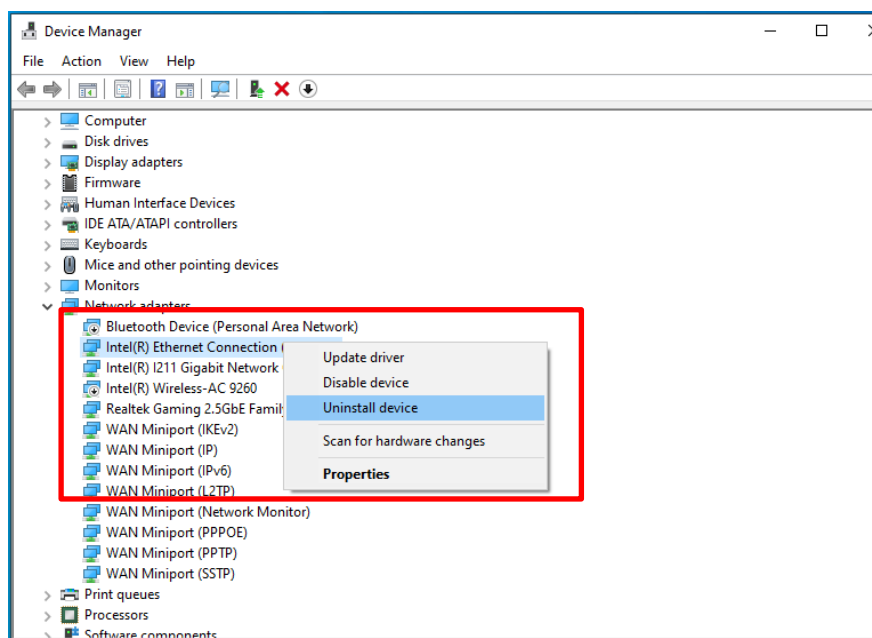 Device Manager
File Action View Help
Computer
Disk drives
Display adapters
Firmware
Human Interface Devices
IDE ATA/ATAPI controllers
Keyboards
Mice and other pointing devices
Monitors
Network adapters
Bluetooth Device (Personal Area Network)
Intel(R) Ethernet Connection
Intel(R) I211 Gigabit Network
Intel(R) Wireless-AC 9260
Realtek Gaming 2.5GbE Family
WAN Miniport (IKEv2)
WAN Miniport (IP)
WAN Miniport (IPv6)
WAN Miniport (L2TP)
WAN Miniport (Network Monitor)
WAN Miniport (PPPOE)
WAN Miniport (PPTP)
WAN Miniport (SSTP)
Print queues
Processors
Software components
Update driver
Disable device
Uninstall device
Scan for hardware changes
Properties